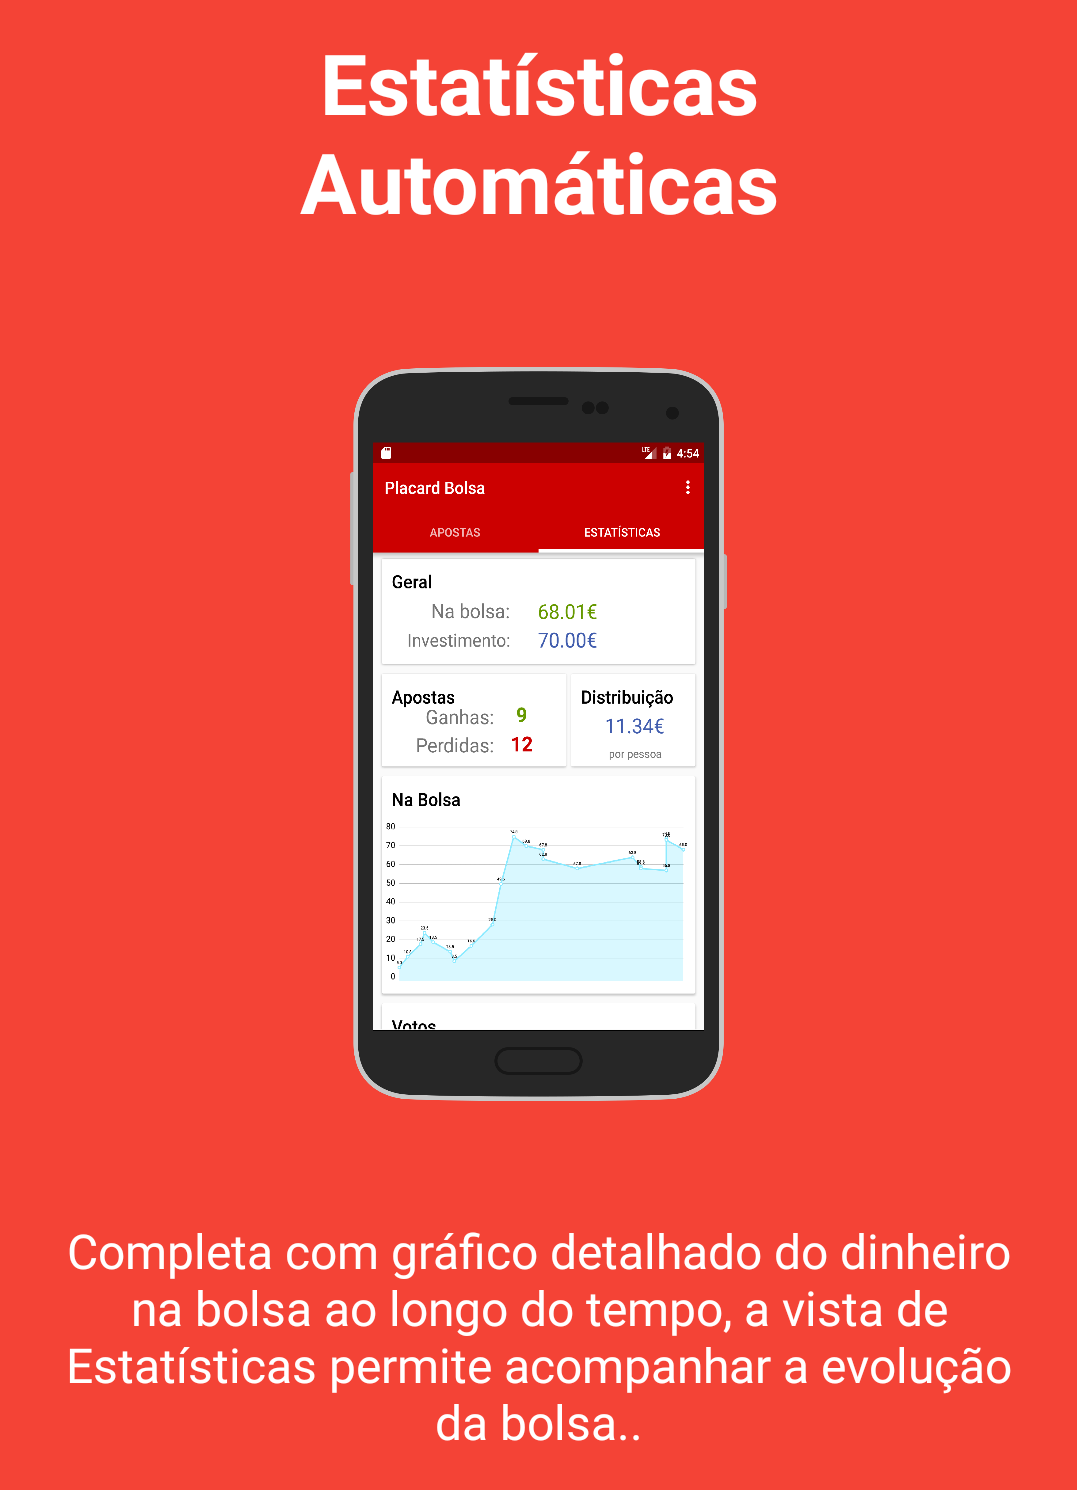 Estatísticas
Automáticas
LTE
4:54
Placard Bolsa
APOSTAS
ESTATÍSTICAS
Geral
Na bolsa: 68.01€
Investimento: 70.00€
Apostas
Ganhas: 9
Perdidas: 12
Distribuição
11.34€
por pessoa
Na Bolsa
80
70
60
50
40
30
20
10
0
Votos
Completa com gráfico detalhado do dinheiro
na bolsa ao longo do tempo, a vista de
Estatísticas permite acompanhar a evolução
da bolsa..